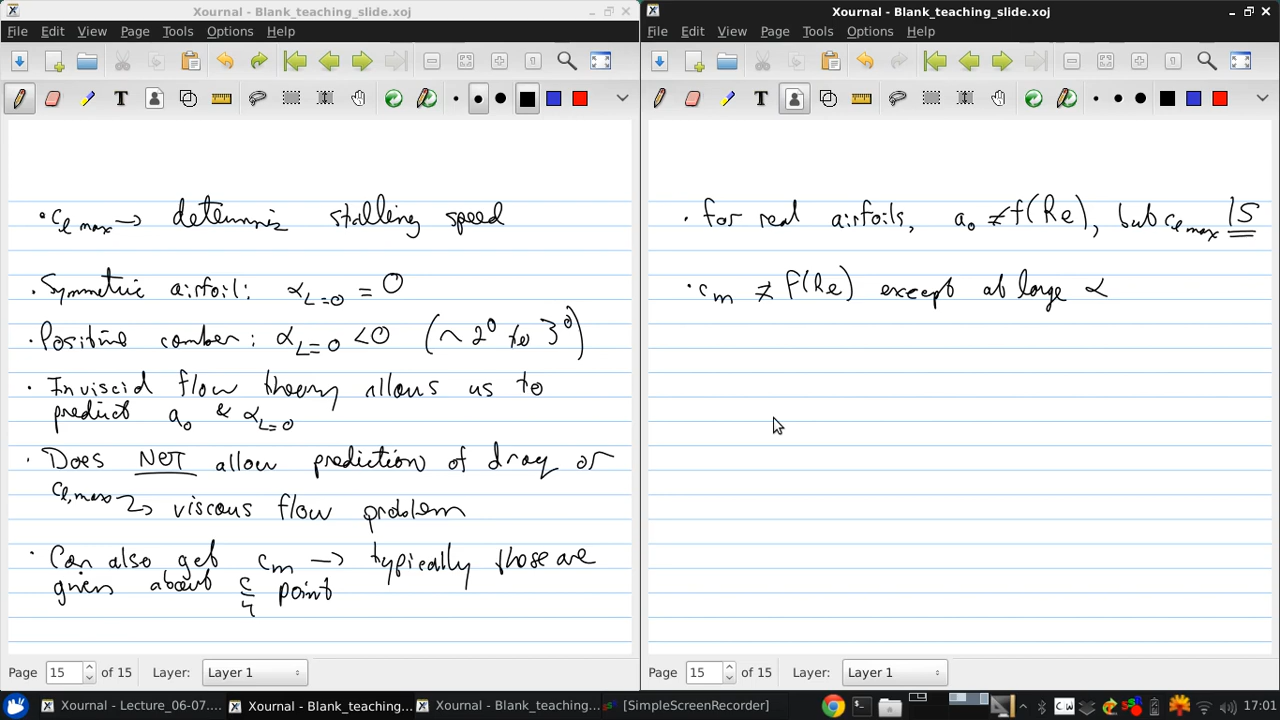 Xournal - Blank_teaching_slide.xoj
File Edit View Page Tools Options Help
• cℓ max → determines stalling speed
• Symmetric airfoil: αL=0 = 0
• Positive camber: αL=0 < 0 (~ 2° to 3°)
• Inviscid flow theory allows us to
predict a₀ & αL=0
• Does NOT allow prediction of drag or
cℓ,max → viscous flow problem
• Can also get cm → typically those are
given about c/4 point
Page 15 of 15 Layer: Layer 1
Xournal - Blank_teaching_slide.xoj
File Edit View Page Tools Options Help
• for real airfoils, a₀ ≠ f(Re), but cℓ max IS
• cm ≠ f(Re) except at large α
Page 15 of 15 Layer: Layer 1
Xournal - Lecture_06-07.... Xournal - Blank_teaching... Xournal - Blank_teaching... [SimpleScreenRecorder] 17:01